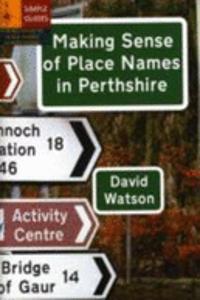 SIMPLE
GUIDES
Making Sense
of Place Names
in Perthshire
nnoch
ation 18
46
David
Watson
Activity
Centre
Bridge
of Gaur 14